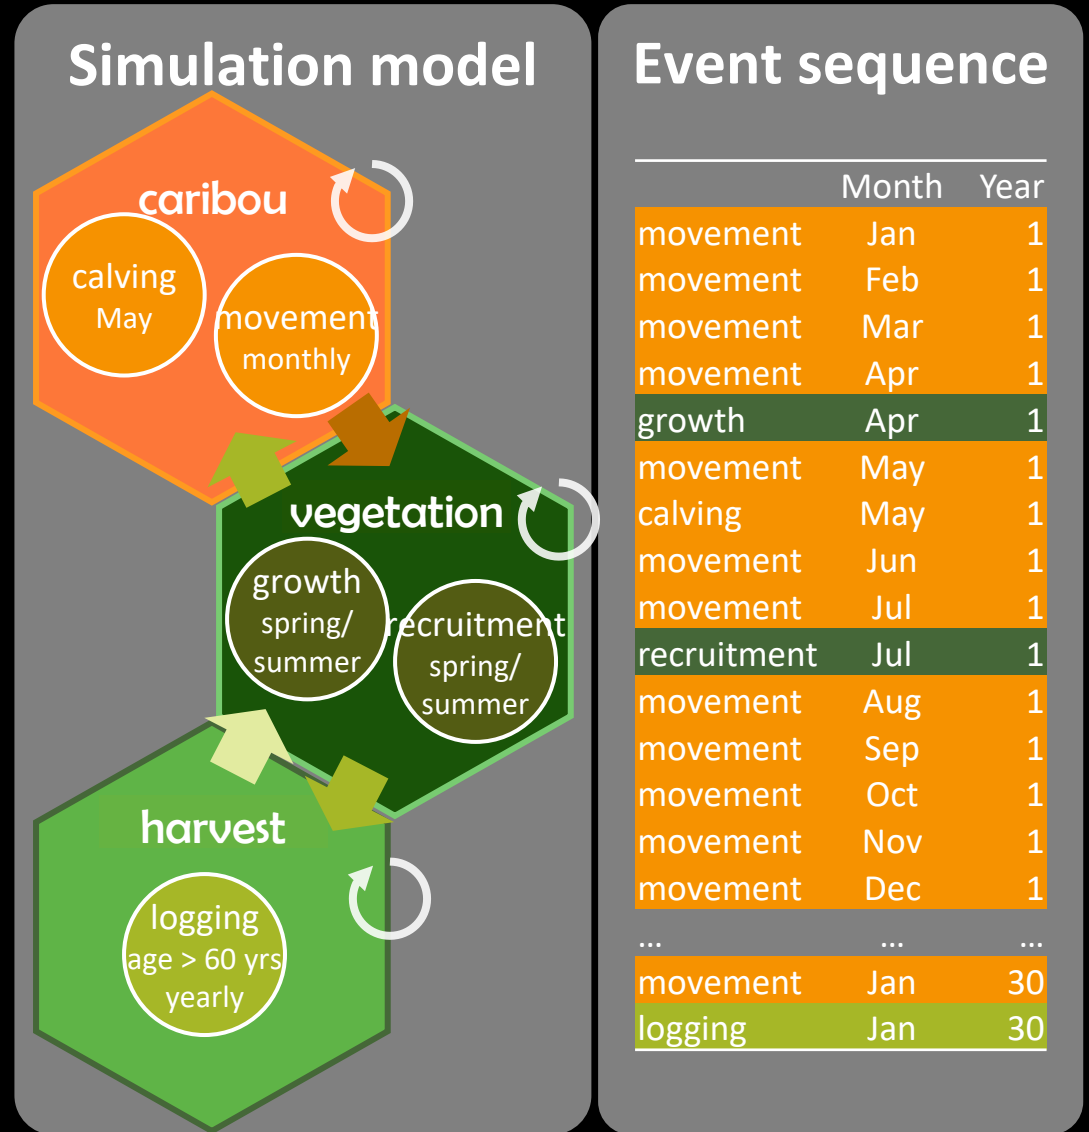 Simulation model
caribou
calving
May
movement
monthly
vegetation
growth
spring/
summer
recruitment
spring/
summer
harvest
logging
age > 60 yrs
yearly
Event sequence
Month Year
movement Jan 1
movement Feb 1
movement Mar 1
movement Apr 1
growth Apr 1
movement May 1
calving May 1
movement Jun 1
movement Jul 1
recruitment Jul 1
movement Aug 1
movement Sep 1
movement Oct 1
movement Nov 1
movement Dec 1
... ... ...
movement Jan 30
logging Jan 30